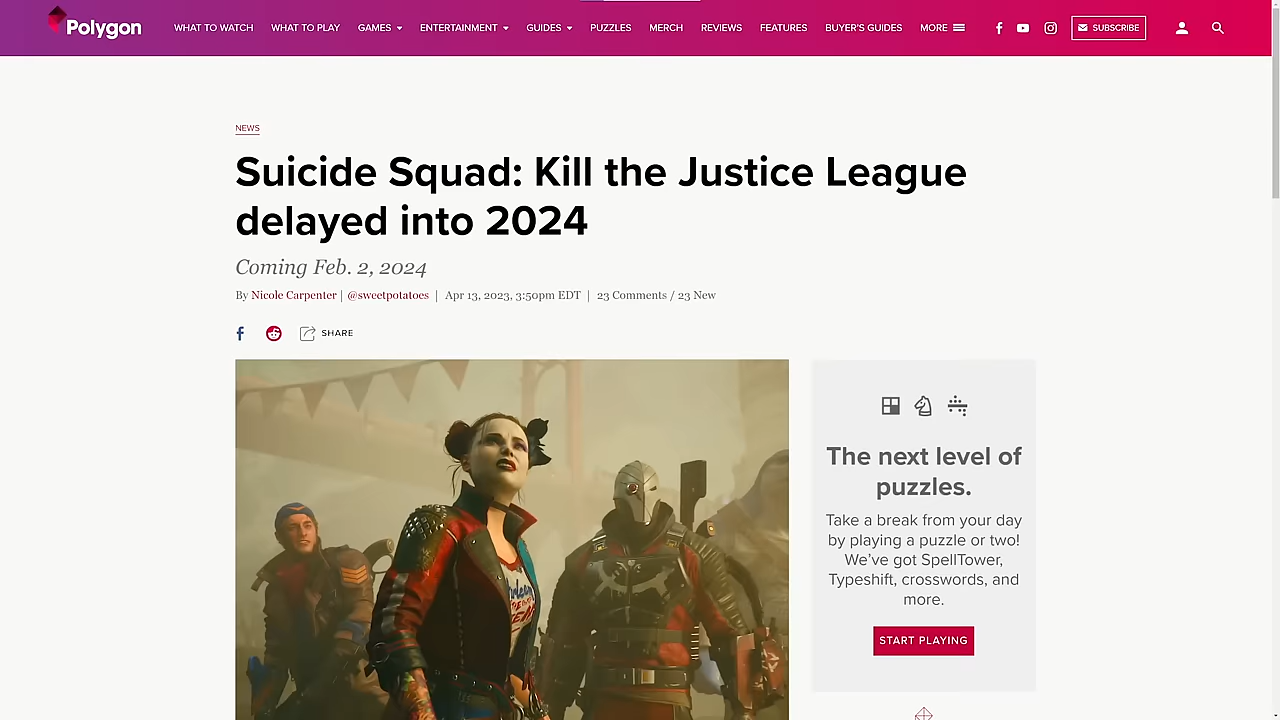 Polygon
WHAT TO WATCH WHAT TO PLAY GAMES ENTERTAINMENT GUIDES PUZZLES MERCH REVIEWS FEATURES BUYER'S GUIDES MORE SUBSCRIBE
NEWS
Suicide Squad: Kill the Justice League
delayed into 2024
Coming Feb. 2, 2024
By Nicole Carpenter | @sweetpotatoes | Apr 13, 2023, 3:50pm EDT | 23 Comments / 23 New
SHARE
The next level of
puzzles.
Take a break from your day
by playing a puzzle or two!
We've got SpellTower,
Typeshift, crosswords, and
more.
START PLAYING